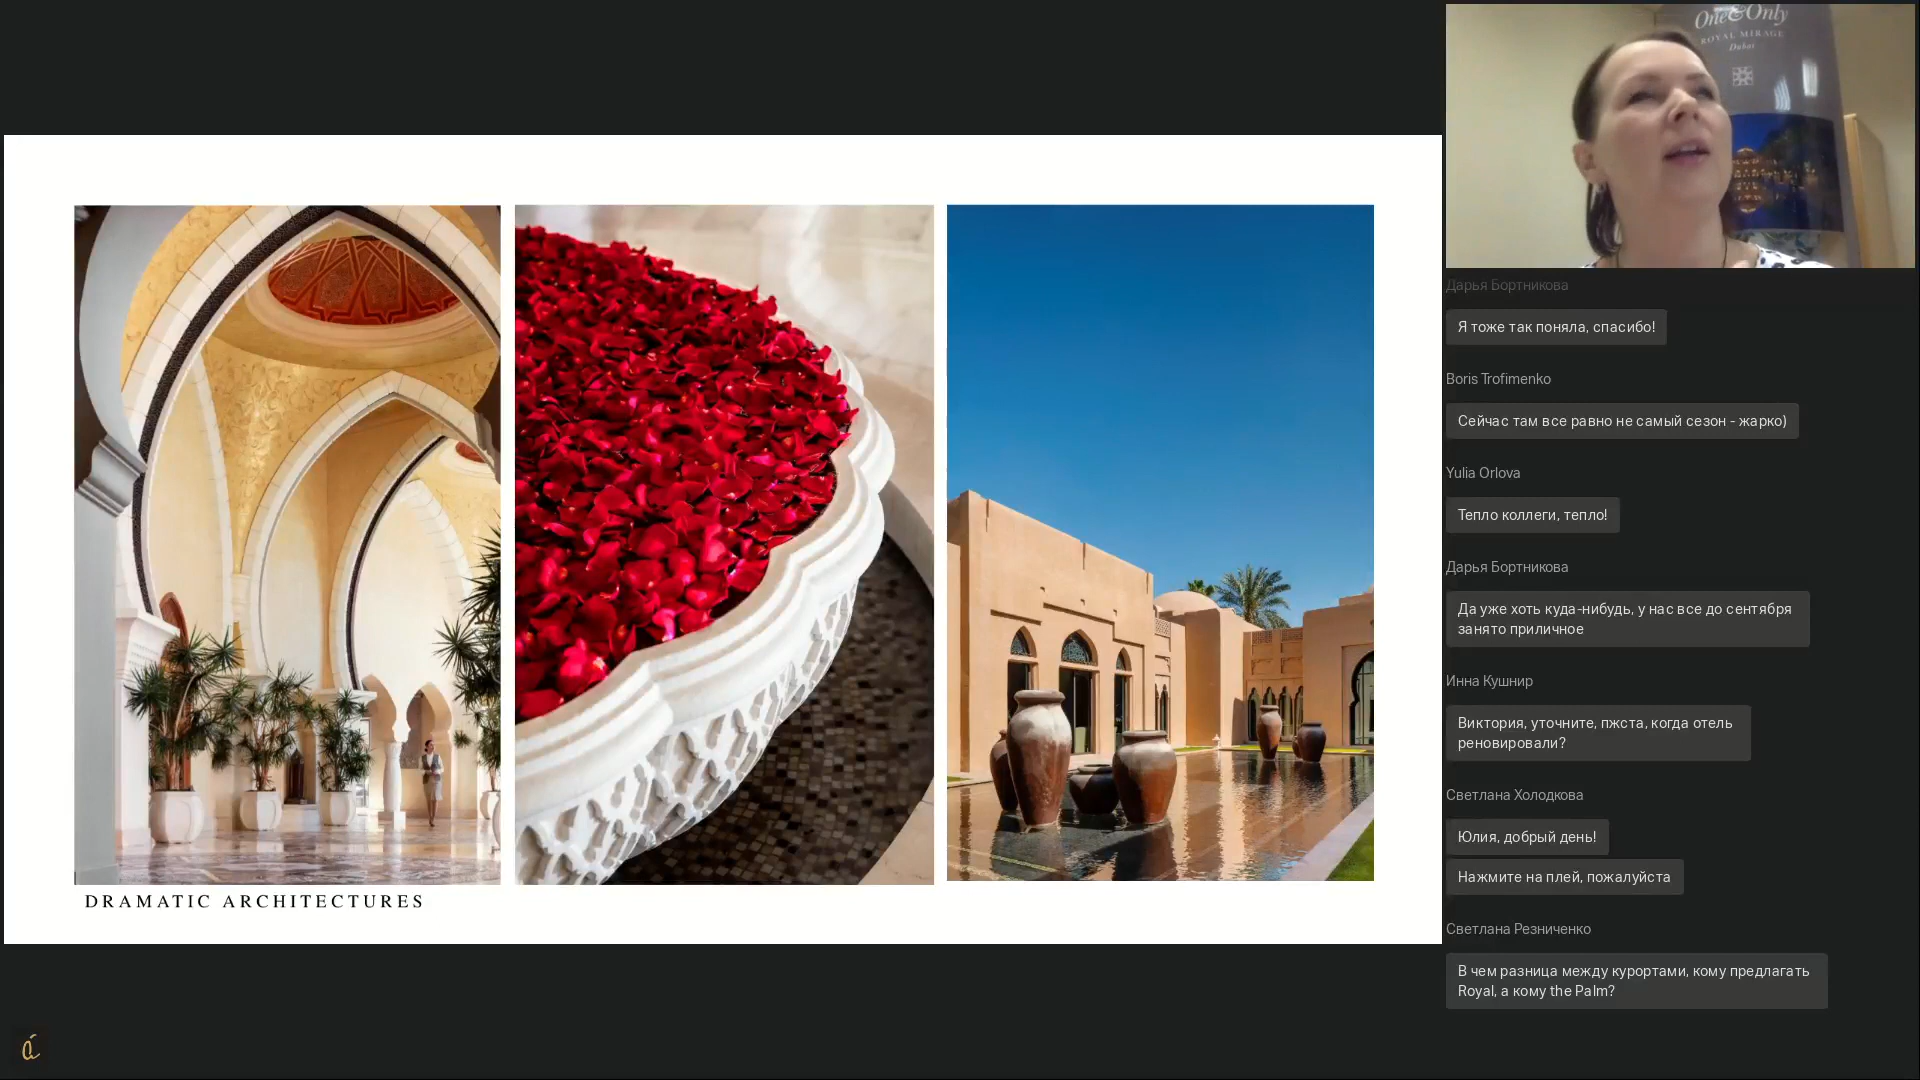 DRAMATIC ARCHITECTURES
One&Only
ROYAL MIRAGE
Dubai
Дарья Бортникова
Я тоже так поняла, спасибо!
Boris Trofimenko
Сейчас там все равно не самый сезон - жарко)
Yulia Orlova
Тепло коллеги, тепло!
Дарья Бортникова
Да уже хоть куда-нибудь, у нас все до сентября
занято приличное
Инна Кушнир
Виктория, уточните, пжста, когда отель
реновировали?
Светлана Холодкова
Юлия, добрый день!
Нажмите на плей, пожалуйста
Светлана Резниченко
В чем разница между курортами, кому предлагать
Royal, а кому the Palm?
á